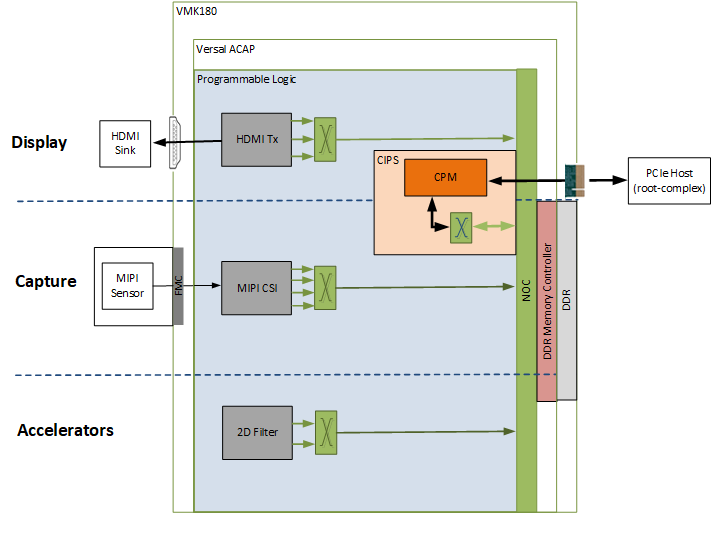 VMK180
Versal ACAP
Programmable Logic
Display
HDMI
Sink
HDMI Tx
CIPS
CPM
PCIe Host
(root-complex)
Capture
MIPI
Sensor
FMC
MIPI CSI
NOC
DDR Memory Controller
DDR
Accelerators
2D Filter